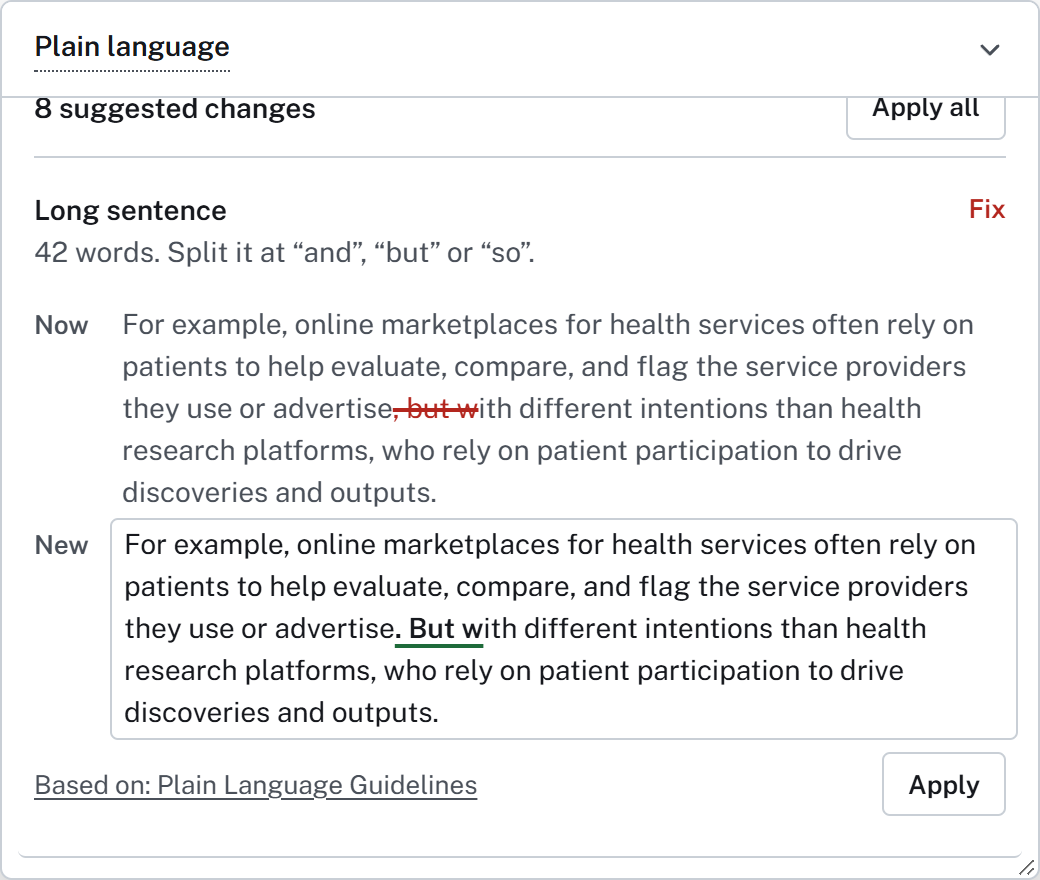 Plain language
8 suggested changes
Apply all
Long sentence
Fix
42 words. Split it at “and”, “but” or “so”.
Now
For example, online marketplaces for health services often rely on
patients to help evaluate, compare, and flag the service providers
they use or advertise, but with different intentions than health
research platforms, who rely on patient participation to drive
discoveries and outputs.
New
For example, online marketplaces for health services often rely on
patients to help evaluate, compare, and flag the service providers
they use or advertise. But with different intentions than health
research platforms, who rely on patient participation to drive
discoveries and outputs.
Based on: Plain Language Guidelines
Apply